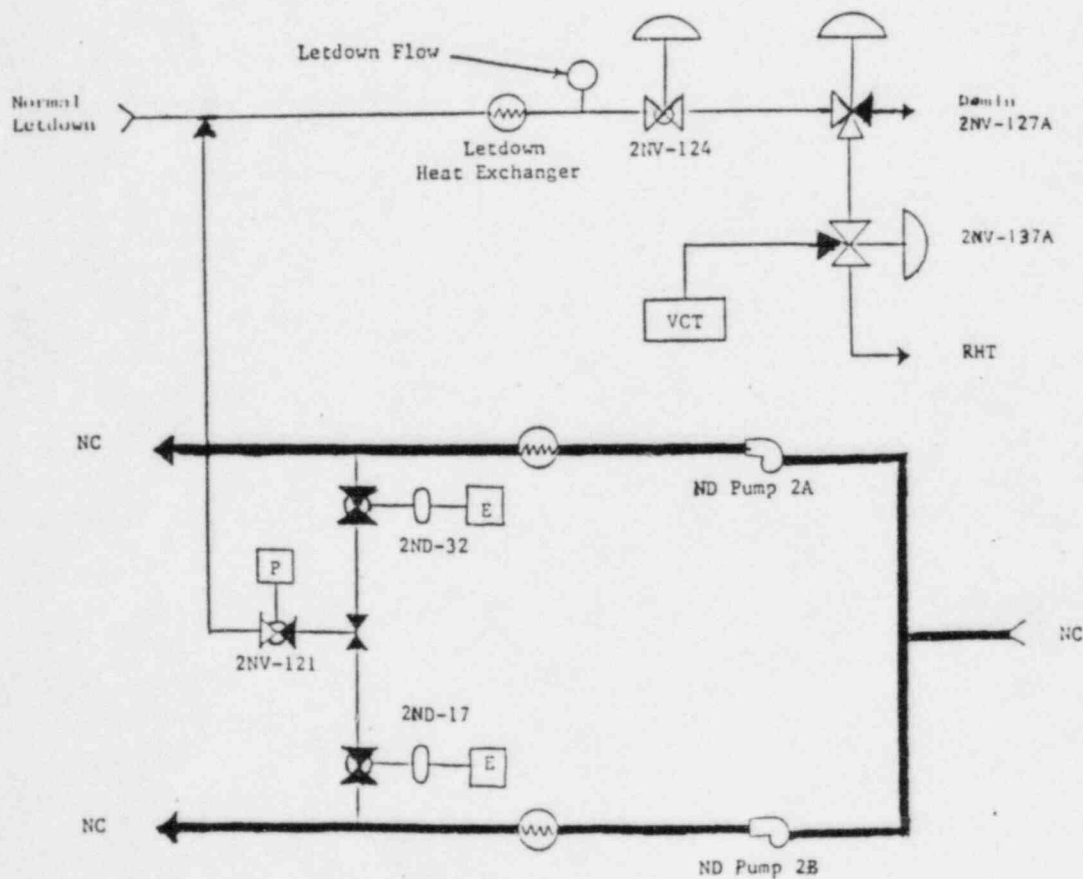 Letdown Flow
Normal
Letdown
Letdown
Heat Exchanger
2NV-124
Demin
2NV-127A
2NV-137A
VCT
RHT
NC
ND Pump 2A
E
2ND-32
P
2NV-121
NC
2ND-17
E
NC
ND Pump 2B